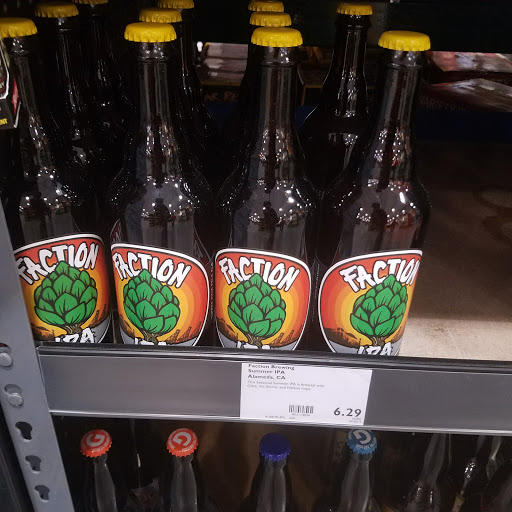 FACTION
IPA
FACTION
IPA
FACTION
IPA
FACTION
IPA
Faction Brewing
Summer IPA
Alameda, CA
6.29